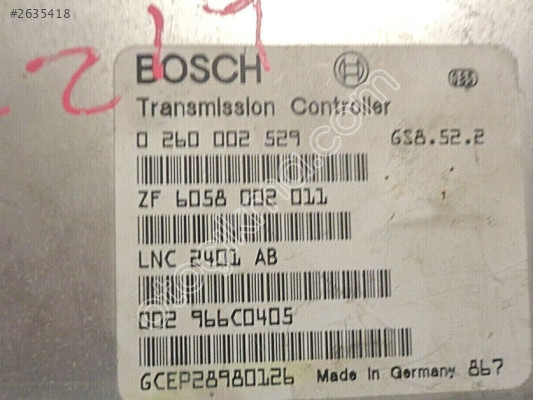 #2635418
BOSCH
Transmission Controller
0 260 002 529 GS8.52.2
ZF 6058 002 011
LNC 2401 AB
002 966C0405
GCEP28980126 Made In Germany 867